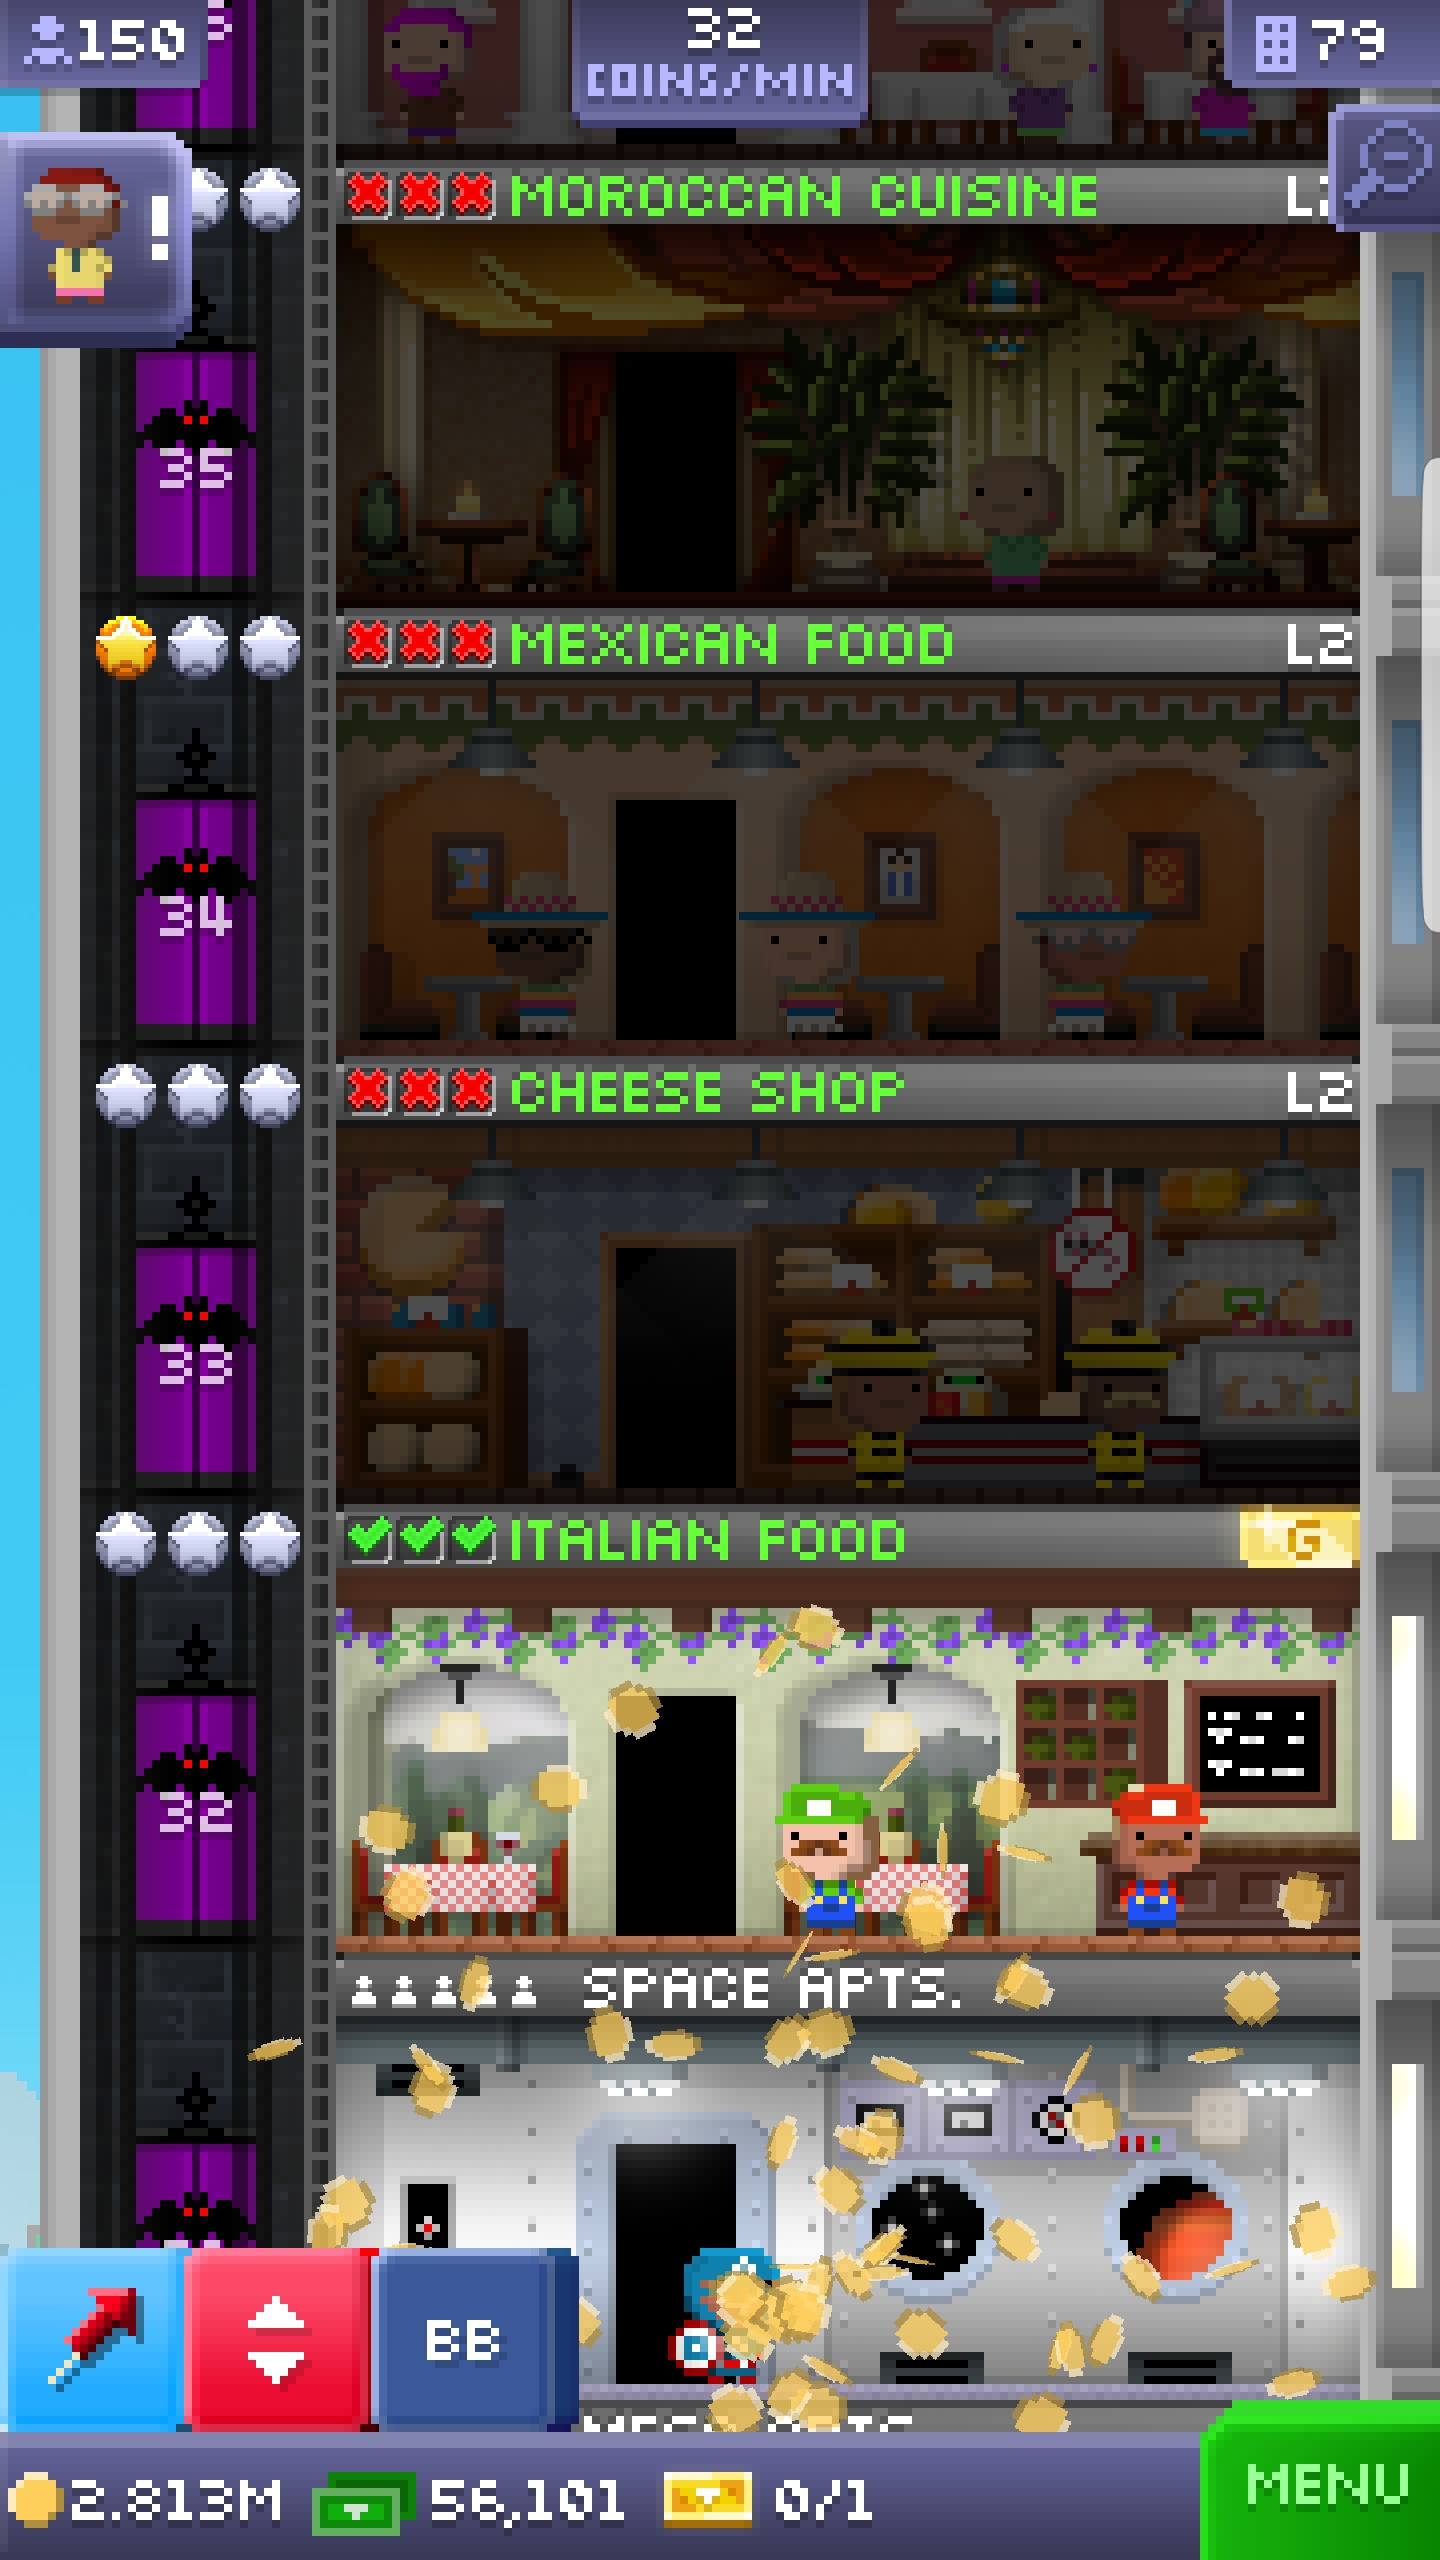 150
32
COINS/MIN
79
!
MOROCCAN CUISINE
35
MEXICAN FOOD L2
34
CHEESE SHOP L2
33
ITALIAN FOOD G
32
SPACE APTS.
BB
2.813M 56,101 0/1
MENU